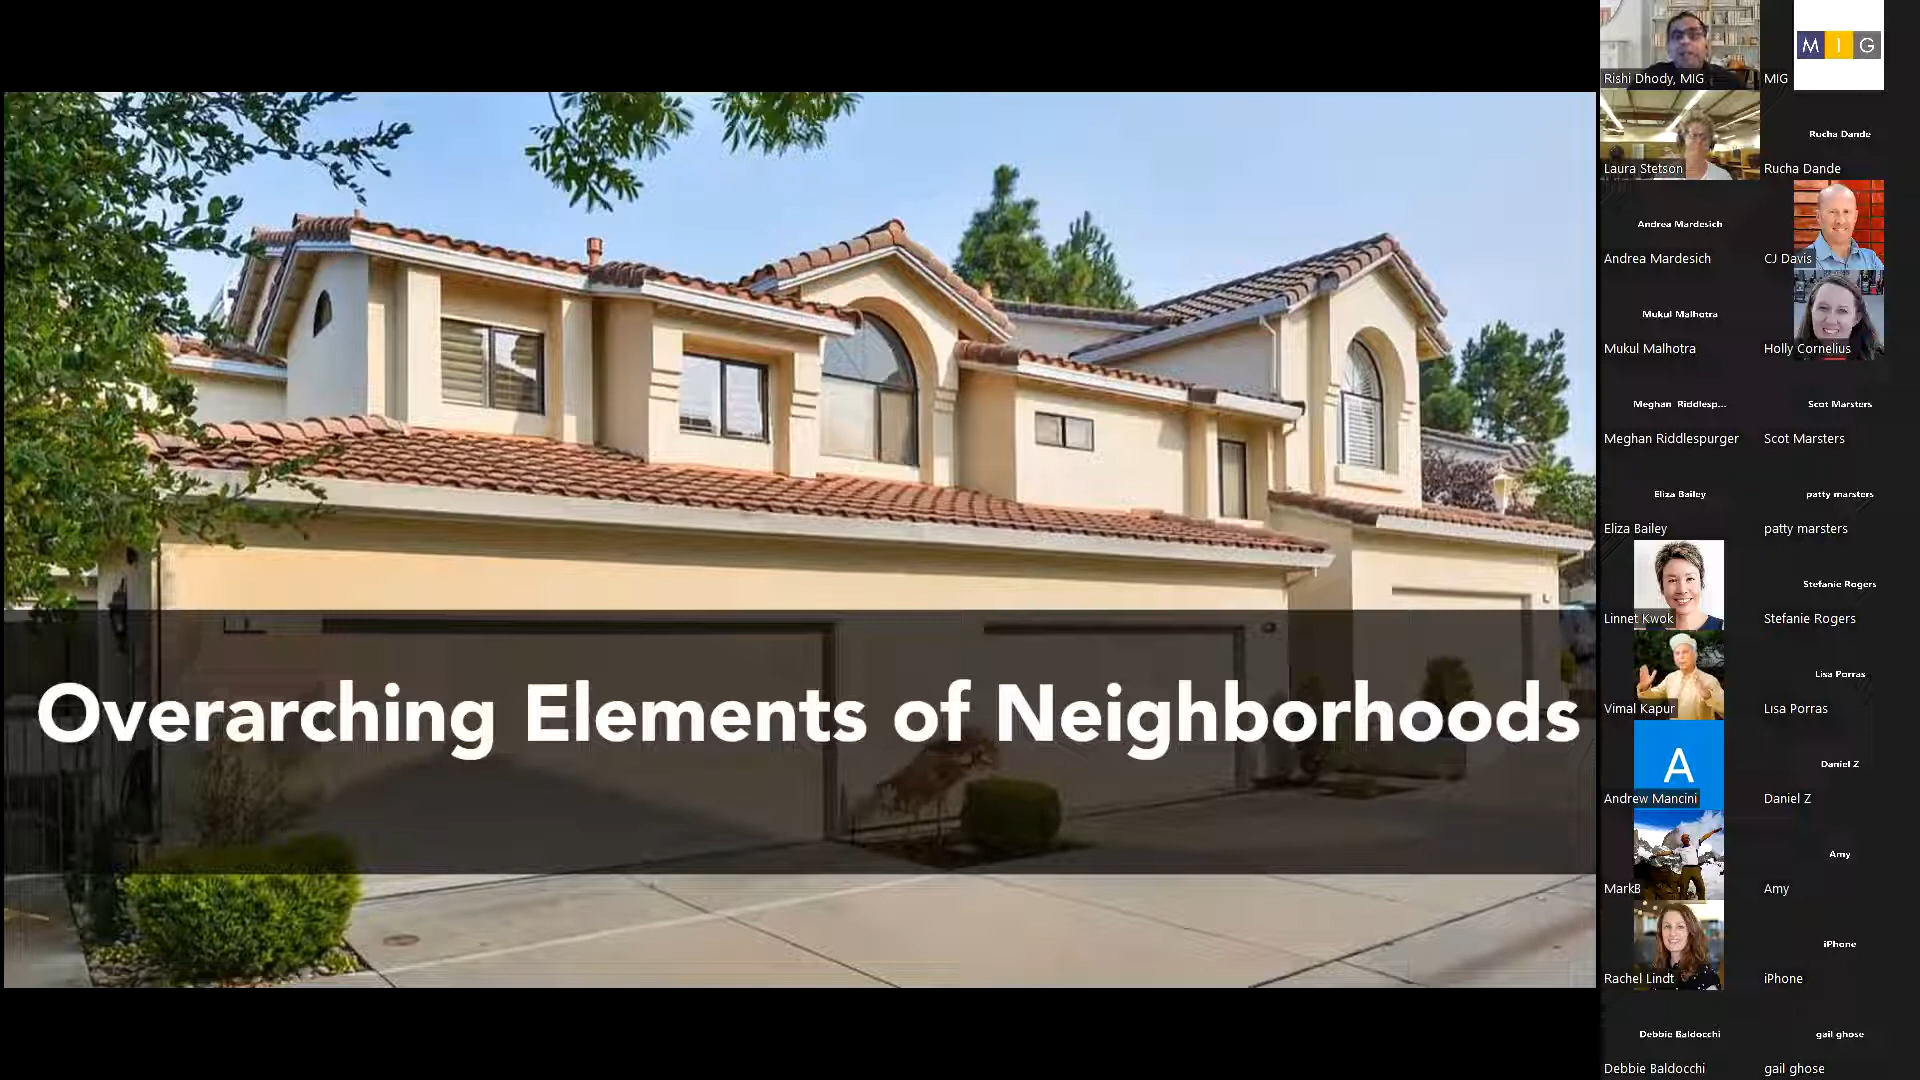 Overarching Elements of Neighborhoods
Rishi Dhody, MIG
M I G
MIG
Laura Stetson
Rucha Dande
Rucha Dande
Andrea Mardesich
Andrea Mardesich
CJ Davis
Mukul Malhotra
Mukul Malhotra
Holly Cornelius
Meghan Riddlesp...
Meghan Riddlespurger
Scot Marsters
Scot Marsters
Eliza Bailey
Eliza Bailey
patty marsters
patty marsters
Linnet Kwok
Stefanie Rogers
Stefanie Rogers
Vimal Kapur
Lisa Porras
Lisa Porras
A
Andrew Mancini
Daniel Z
Daniel Z
MarkB
Amy
Amy
Rachel Lindt
iPhone
iPhone
Debbie Baldocchi
Debbie Baldocchi
gail ghose
gail ghose